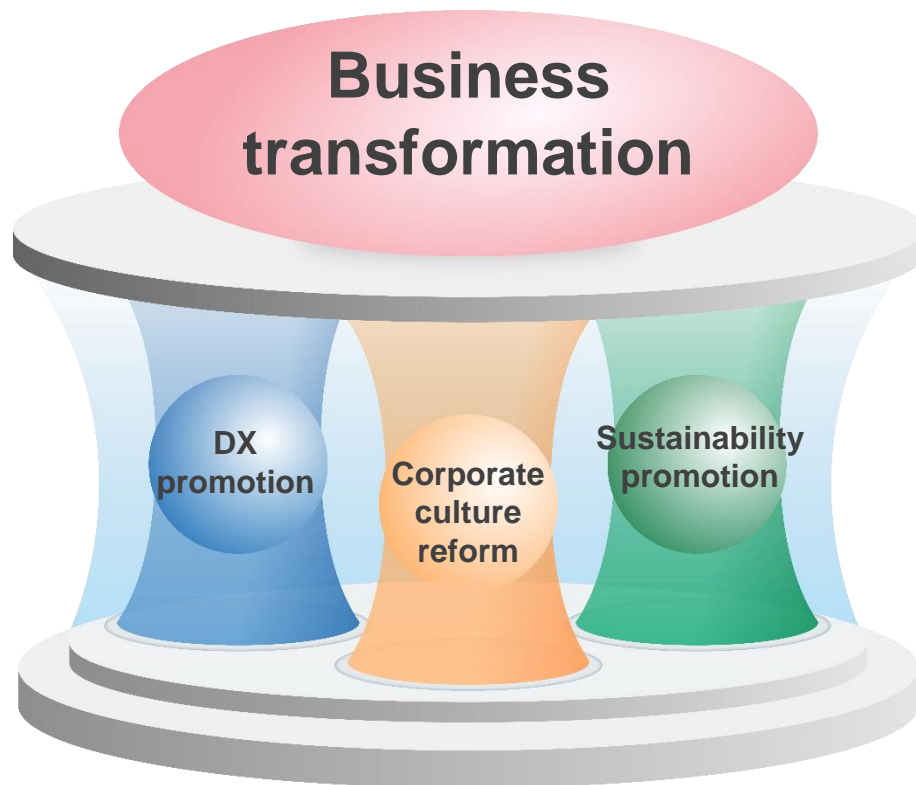 Business
transformation
DX
promotion
Corporate
culture
reform
Sustainability
promotion